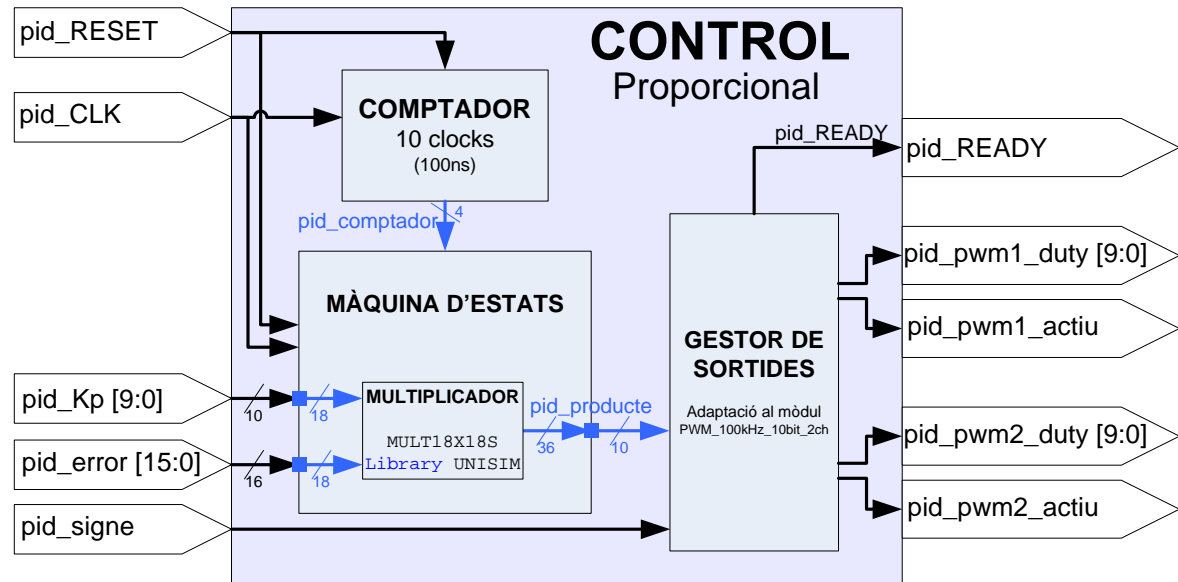 pid_RESET
pid_CLK
pid_Kp [9:0]
pid_error [15:0]
pid_signe
CONTROL
Proporcional
COMPTADOR
10 clocks
(100ns)
pid_comptador
4
MÀQUINA D'ESTATS
10
18
16
18
MULTIPLICADOR
MULT18X18S
Library UNISIM
pid_producte
36
10
GESTOR DE
SORTIDES
Adaptació al mòdul
PWM_100kHz_10bit_2ch
pid_READY
pid_READY
pid_pwm1_duty [9:0]
pid_pwm1_actiu
pid_pwm2_duty [9:0]
pid_pwm2_actiu